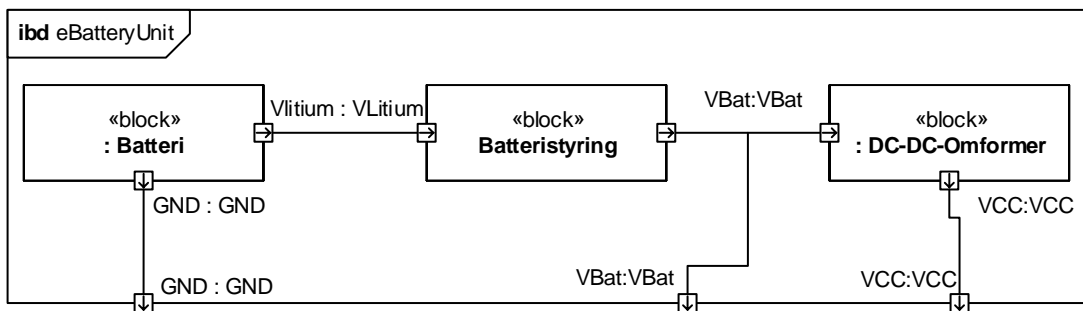 ibd eBatteryUnit
«block»
: Batteri
Vlitium : VLitium
«block»
Batteristyring
VBat:VBat
«block»
: DC-DC-Omformer
GND : GND
VCC:VCC
GND : GND
VBat:VBat
VCC:VCC